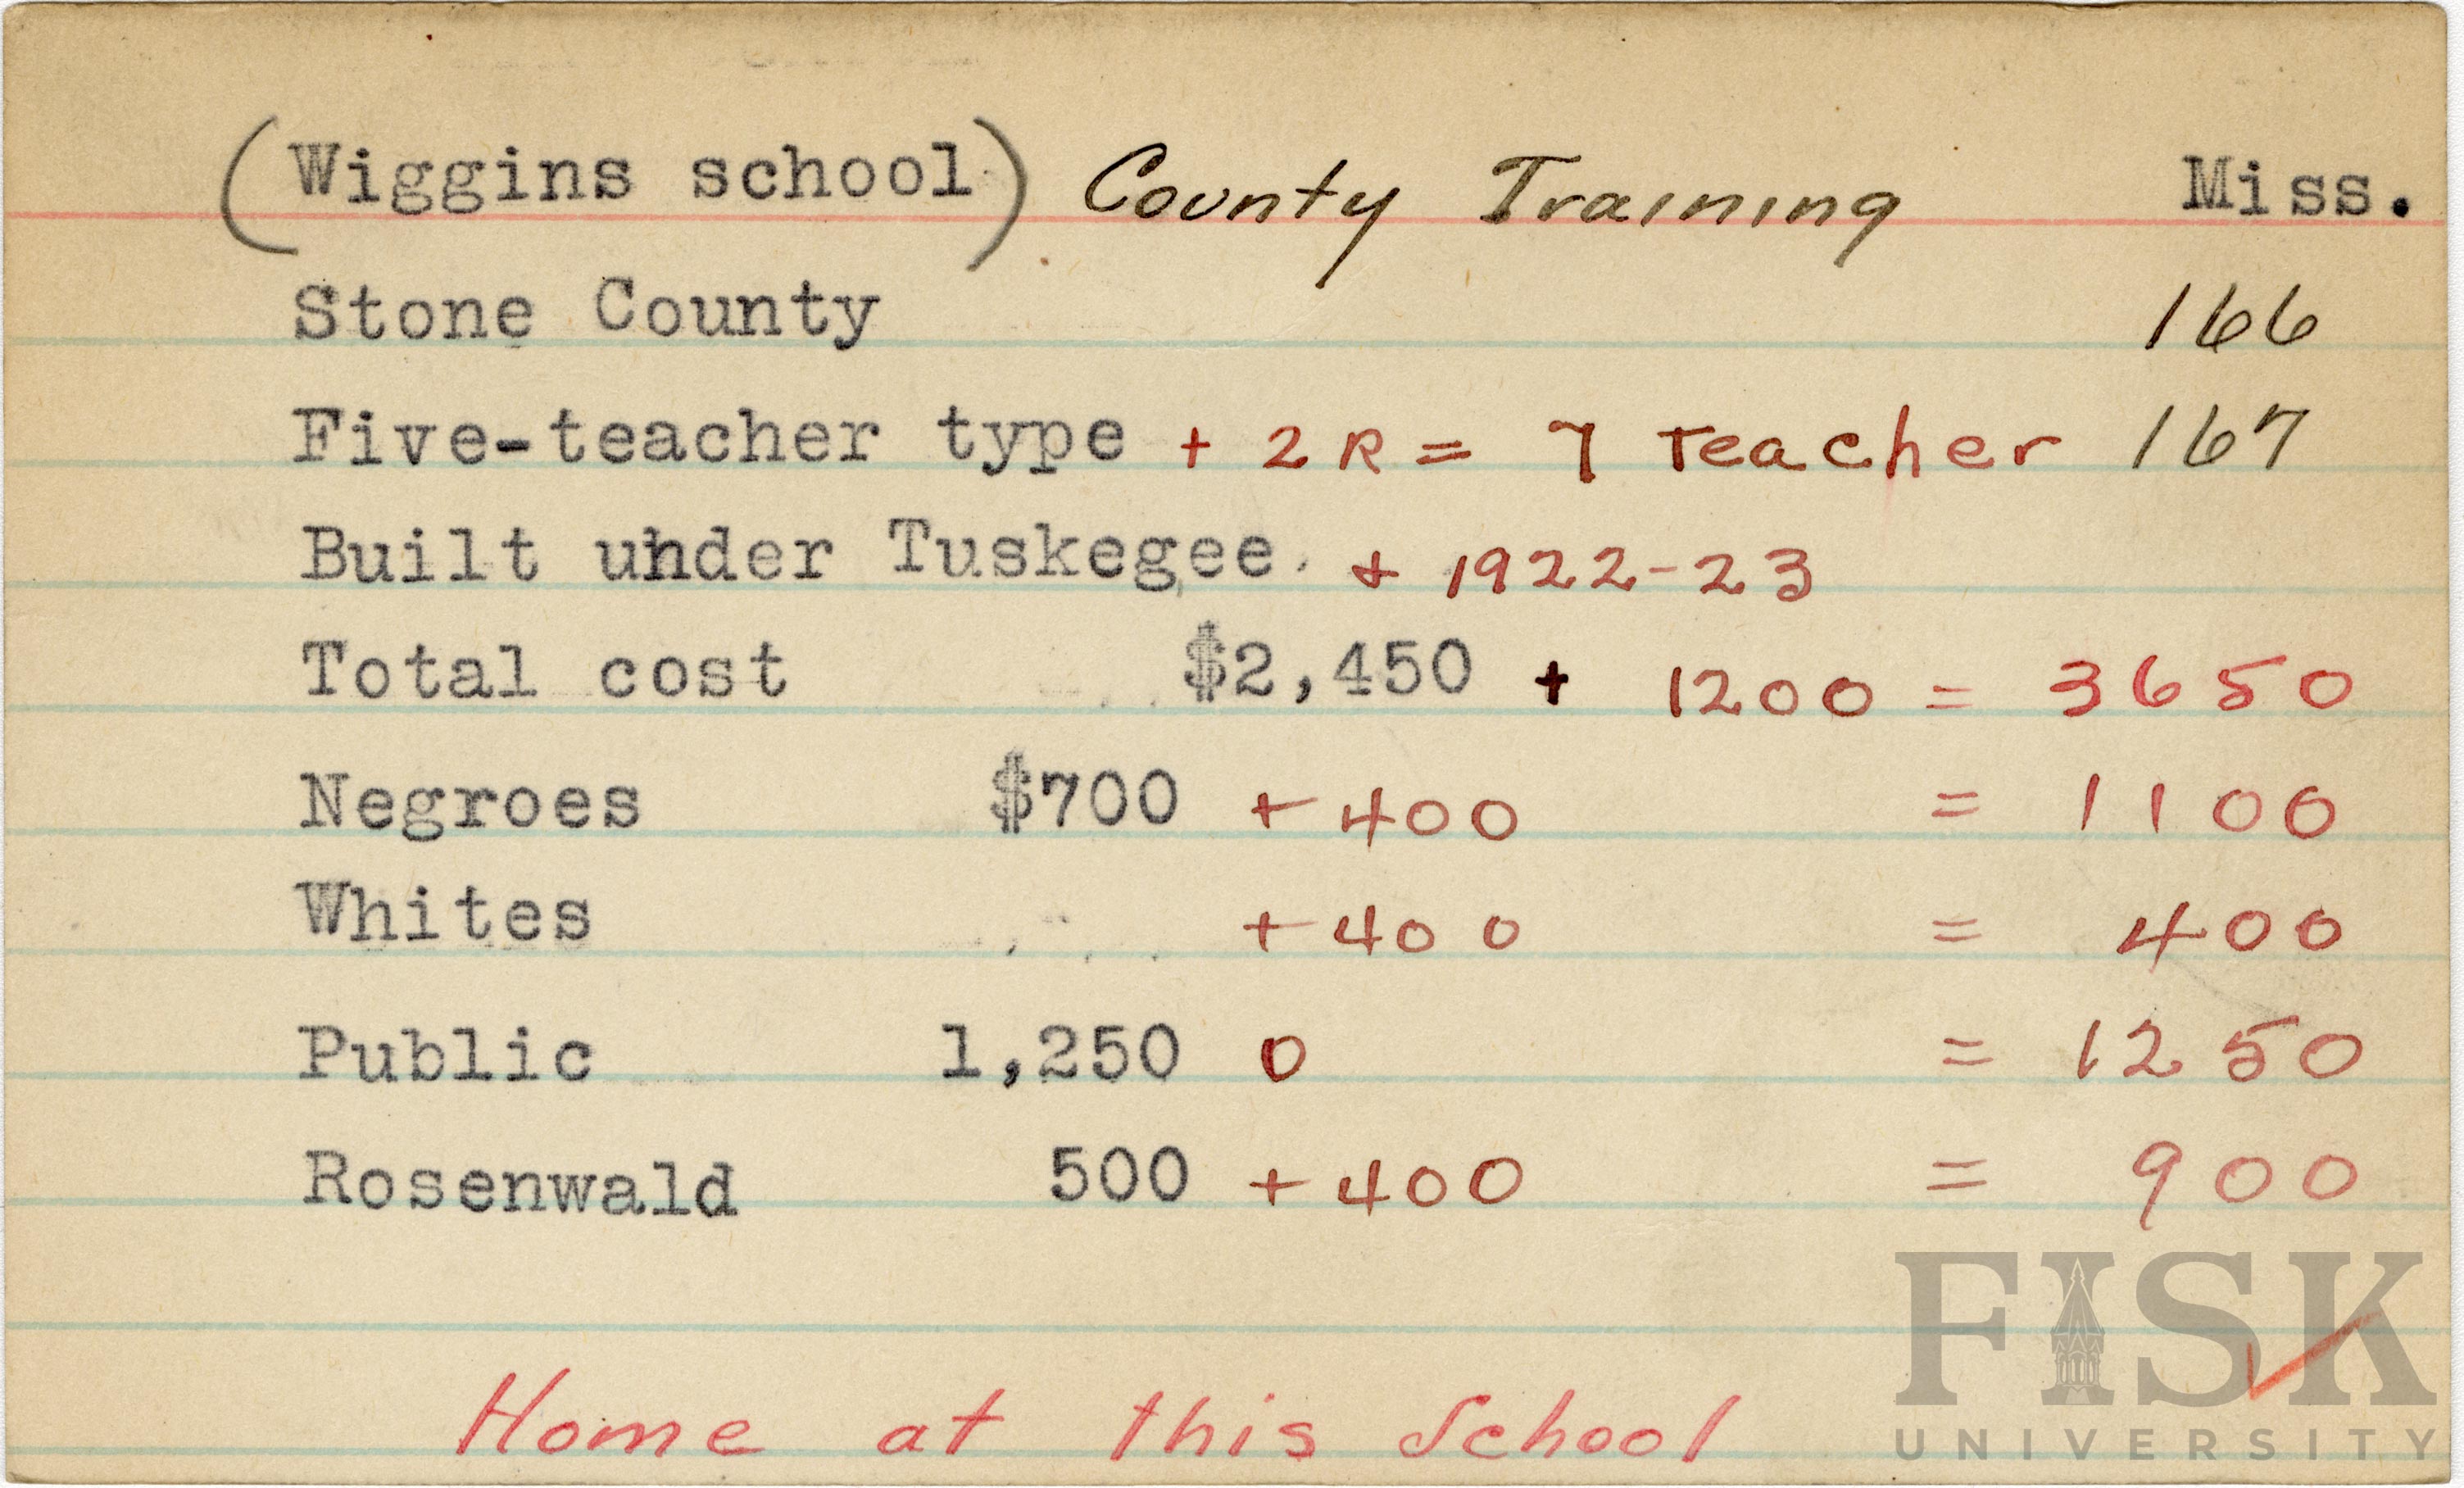 (Wiggins school) County Training Miss.
Stone County 166
Five-teacher type + 2 R = 7 Teacher 167
Built under Tuskegee. + 1922-23
Total cost $2,450 + 1200 = 3650
Negroes $700 + 400 = 1100
Whites + 400 = 400
Public 1,250 0 = 1250
Rosenwald 500 + 400 = 900
Home at this School
FISK
UNIVERSITY